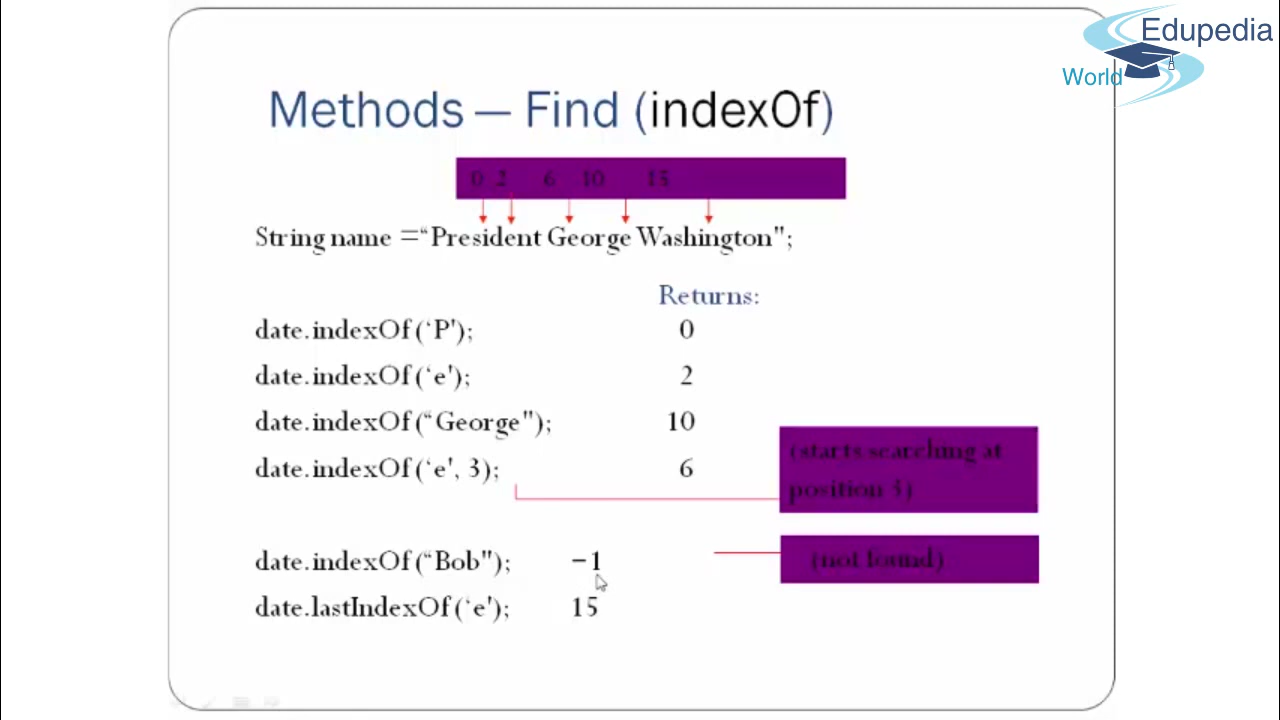 Edupedia
World
Methods — Find (indexOf)
0 2 6 10 15
String name =“President George Washington";
Returns:
date.indexOf(‘P'); 0
date.indexOf(‘e'); 2
date.indexOf(“George"); 10
date.indexOf(‘e', 3); 6
(starts searching at
position 3)
date.indexOf(“Bob"); −1 (not found)
date.lastIndexOf(‘e'); 15